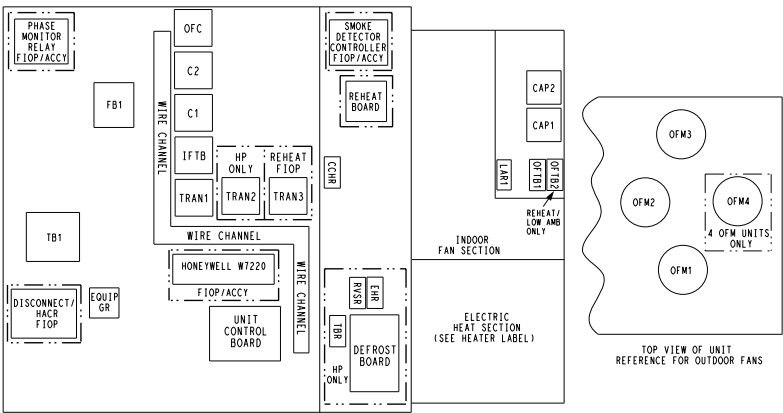 PHASE
MONITOR
RELAY
FIOP/ACCY
OFC
C2
C1
IFTB
TRAN1
FB1
WIRE CHANNEL
HP
ONLY
TRAN2
REHEAT
FIOP
TRAN3
TB1
WIRE CHANNEL
HONEYWELL W7220
FIOP/ACCY
WIRE CHANNEL
DISCONNECT/
HACR
FIOP
EQUIP
GR
UNIT
CONTROL
BOARD
SMOKE
DETECTOR
CONTROLLER
FIOP/ACCY
REHEAT
BOARD
CCHR
RVSR
EHR
TBR
HP
ONLY
DEFROST
BOARD
CAP2
CAP1
LAR1
OFTB1
OFTB2
REHEAT/
LOW AMB
ONLY
INDOOR
FAN SECTION
ELECTRIC
HEAT SECTION
(SEE HEATER LABEL)
OFM3
OFM2
OFM4
4 OFM UNITS
ONLY
OFM1
TOP VIEW OF UNIT
REFERENCE FOR OUTDOOR FANS